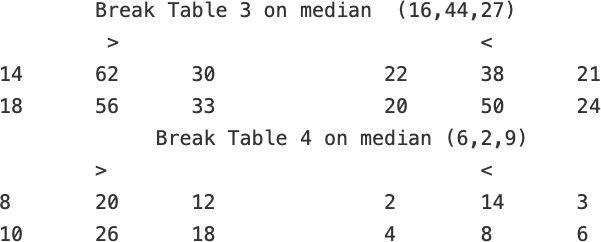 Break Table 3 on median (16,44,27)
> <
14 62 30 22 38 21
18 56 33 20 50 24
Break Table 4 on median (6,2,9)
> <
8 20 12 2 14 3
10 26 18 4 8 6